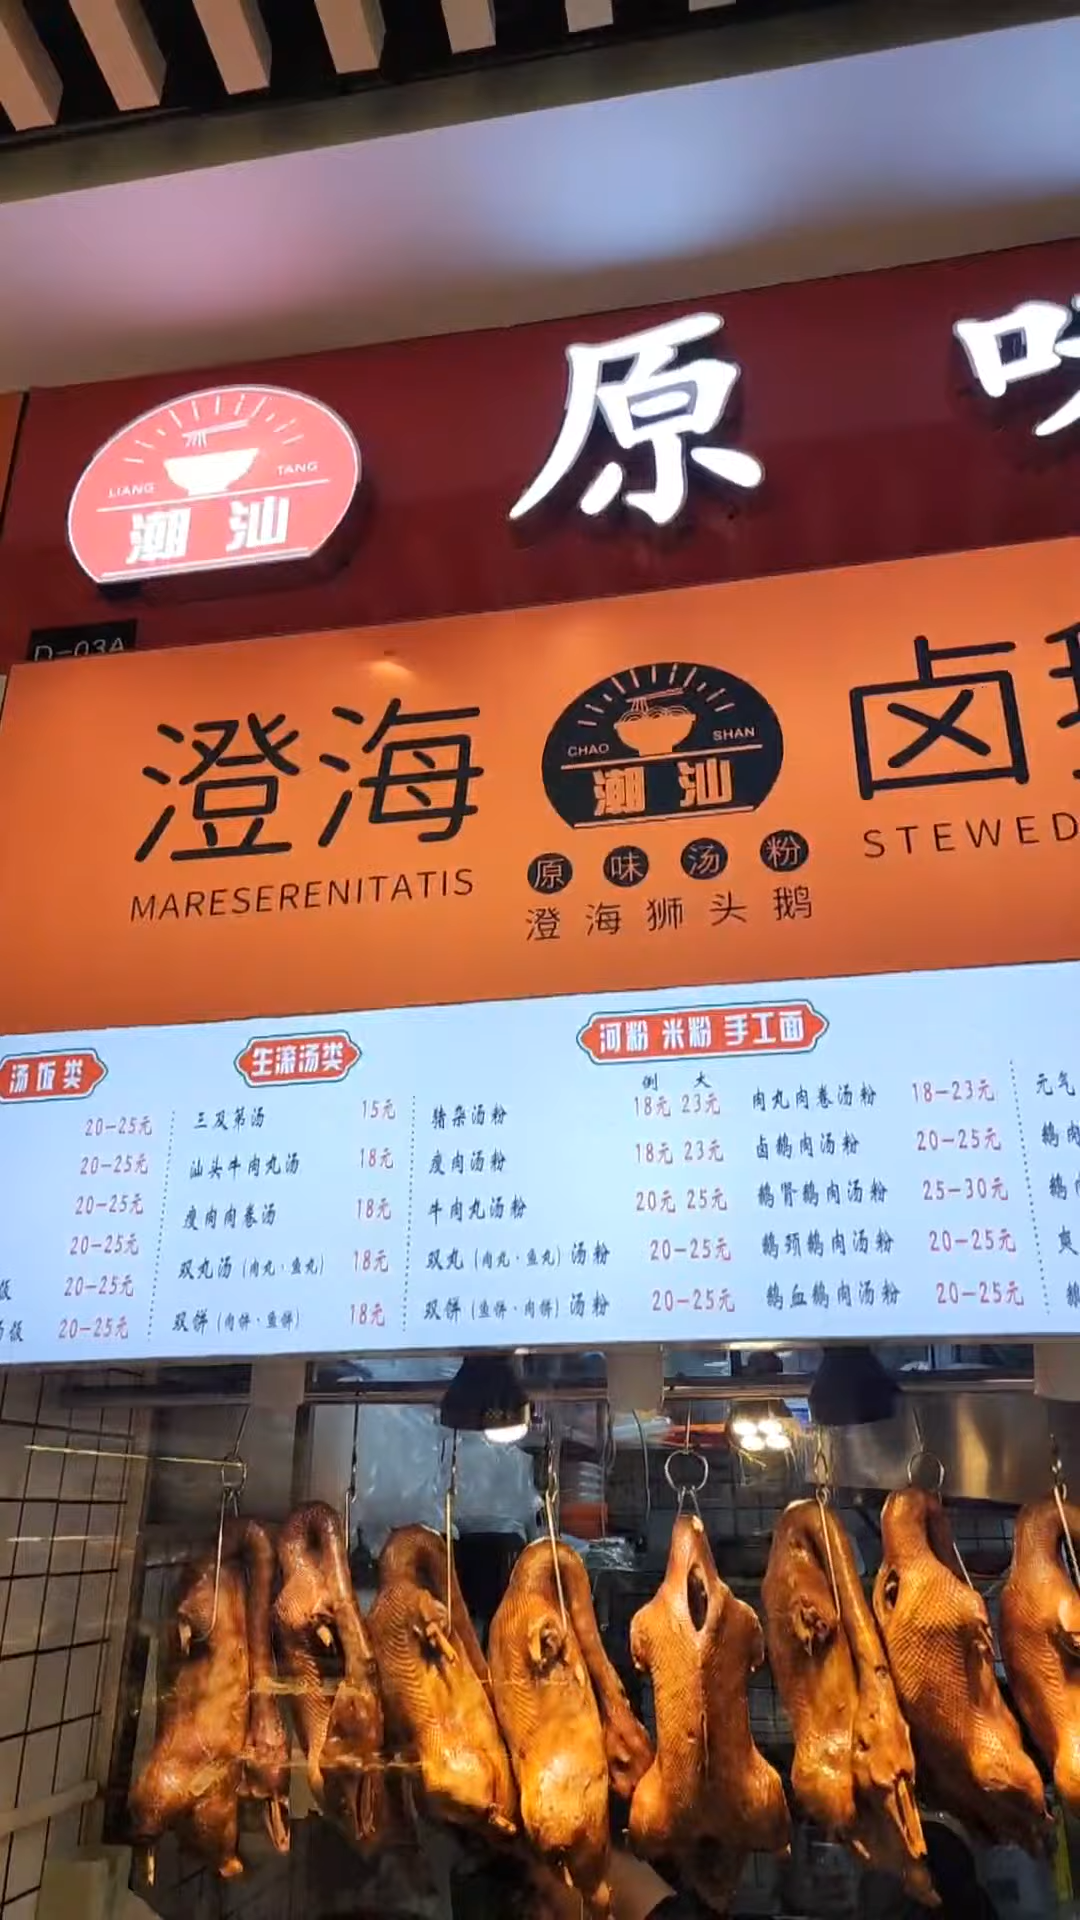 原
LIANG TANG
潮汕
D-03A
澄海
MARESERENITATIS
CHAO SHAN
潮汕
原味汤粉
澄海狮头鹅
卤
STEWED
汤饭类
20-25元
20-25元
20-25元
20-25元
20-25元
20-25元
生滚汤类
三及第汤 15元
汕头牛肉丸汤 18元
瘦肉肉卷汤 18元
双丸汤(肉丸·鱼丸) 18元
双饼(肉饼·鱼饼) 18元
河粉 米粉 手工面
例 大
猪杂汤粉 18元 23元
瘦肉汤粉 18元 23元
牛肉丸汤粉 20元 25元
双丸(肉丸·鱼丸)汤粉 20-25元
双饼(鱼饼·肉饼)汤粉 20-25元
肉丸肉卷汤粉 18-23元
卤鹅肉汤粉 20-25元
鹅肾鹅肉汤粉 25-30元
鹅颈鹅肉汤粉 20-25元
鹅血鹅肉汤粉 20-25元
元气
鹅肉